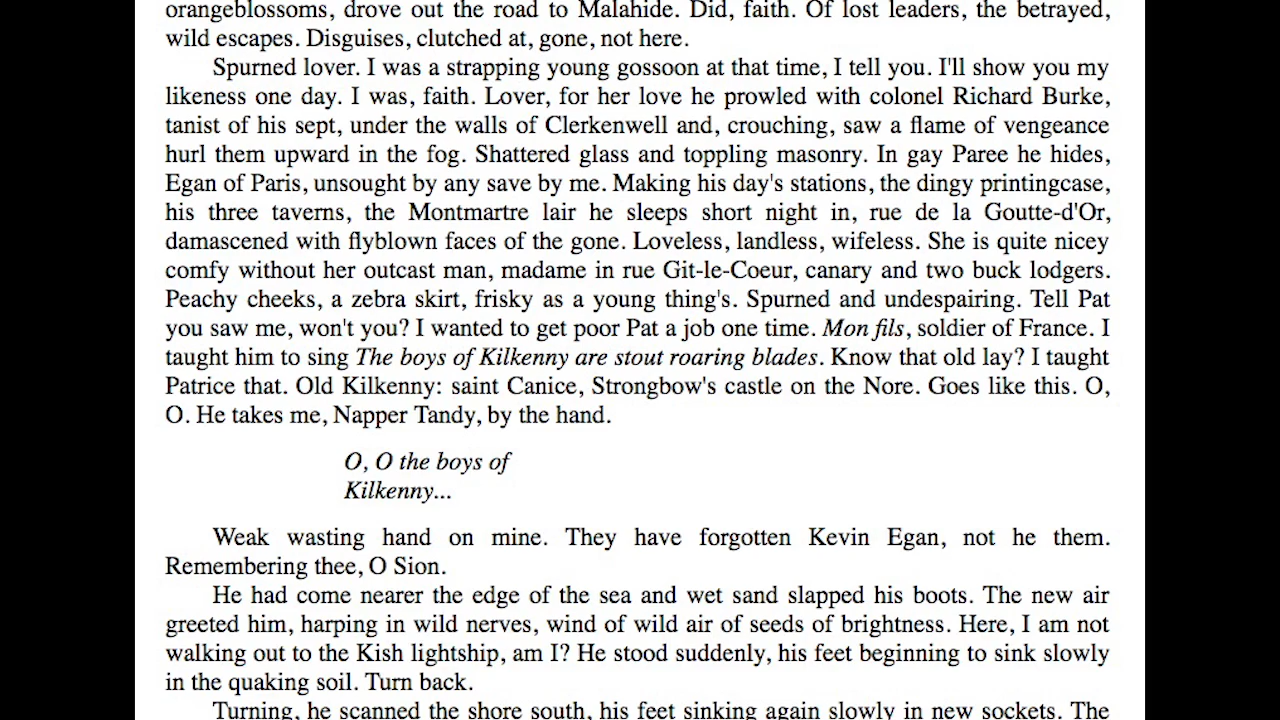 orangeblossoms, drove out the road to Malahide. Did, faith. Of lost leaders, the betrayed,
wild escapes. Disguises, clutched at, gone, not here.
Spurned lover. I was a strapping young gossoon at that time, I tell you. I'll show you my
likeness one day. I was, faith. Lover, for her love he prowled with colonel Richard Burke,
tanist of his sept, under the walls of Clerkenwell and, crouching, saw a flame of vengeance
hurl them upward in the fog. Shattered glass and toppling masonry. In gay Paree he hides,
Egan of Paris, unsought by any save by me. Making his day's stations, the dingy printingcase,
his three taverns, the Montmartre lair he sleeps short night in, rue de la Goutte-d'Or,
damascened with flyblown faces of the gone. Loveless, landless, wifeless. She is quite nicey
comfy without her outcast man, madame in rue Git-le-Coeur, canary and two buck lodgers.
Peachy cheeks, a zebra skirt, frisky as a young thing's. Spurned and undespairing. Tell Pat
you saw me, won't you? I wanted to get poor Pat a job one time. Mon fils, soldier of France. I
taught him to sing The boys of Kilkenny are stout roaring blades. Know that old lay? I taught
Patrice that. Old Kilkenny: saint Canice, Strongbow's castle on the Nore. Goes like this. O,
O. He takes me, Napper Tandy, by the hand.
O, O the boys of
Kilkenny...
Weak wasting hand on mine. They have forgotten Kevin Egan, not he them.
Remembering thee, O Sion.
He had come nearer the edge of the sea and wet sand slapped his boots. The new air
greeted him, harping in wild nerves, wind of wild air of seeds of brightness. Here, I am not
walking out to the Kish lightship, am I? He stood suddenly, his feet beginning to sink slowly
in the quaking soil. Turn back.
Turning, he scanned the shore south, his feet sinking again slowly in new sockets. The